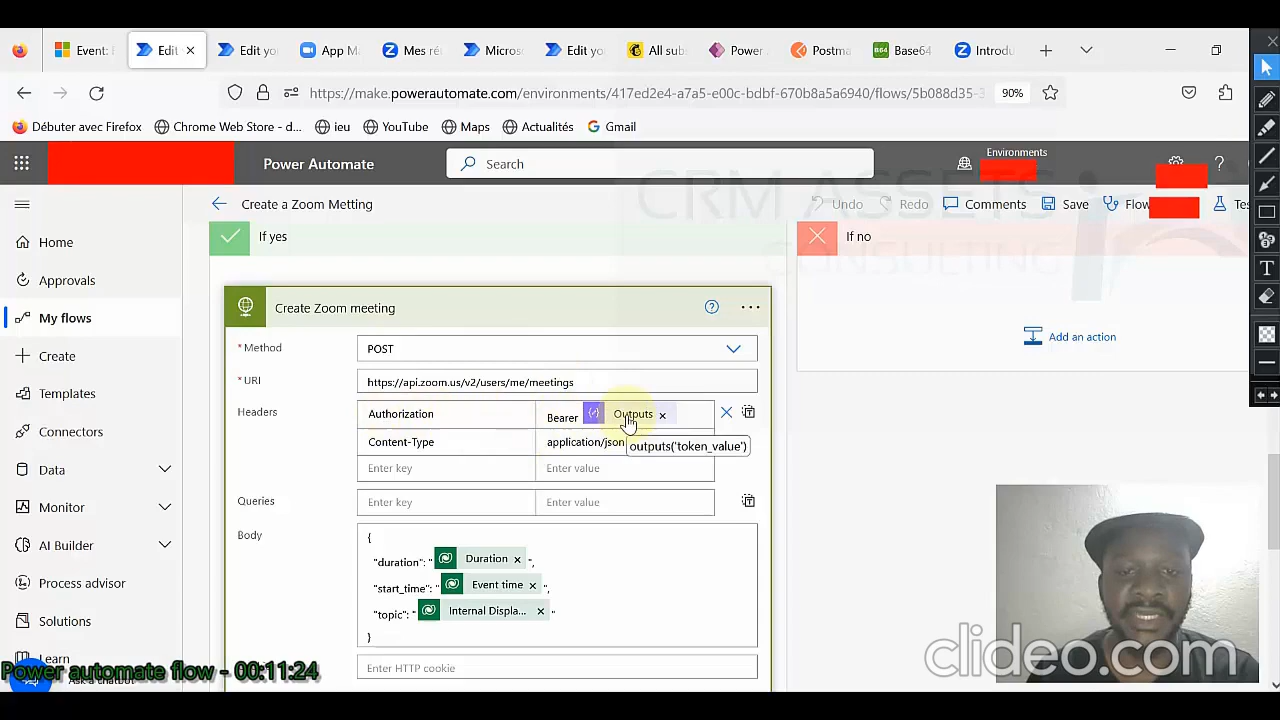 Event:
Edit
Edit yo
App Ma
Mes ré
Micros
Edit yo
All sub
Power
Postma
B64
Base64
Introdu
https://make.powerautomate.com/environments/417ed2e4-a7a5-e00c-bdbf-670b8a5a6940/flows/5b088d35-3
90%
Débuter avec Firefox
Chrome Web Store - d...
ieu
YouTube
Maps
Actualités
Gmail
Power Automate
Search
Environments
Create a Zoom Metting
Undo
Redo
Comments
Save
Flow
Tes
CRM ASSETS
CONSULTING
Home
Approvals
My flows
Create
Templates
Connectors
Data
Monitor
AI Builder
Process advisor
Solutions
Learn
Ask a chatbot
If yes
If no
Add an action
Create Zoom meeting
* Method
POST
* URI
https://api.zoom.us/v2/users/me/meetings
Headers
Authorization
Bearer Outputs
outputs('token_value')
Content-Type
application/json
Enter key
Enter value
Queries
Enter key
Enter value
Body
{
"duration": " Duration ",
"start_time": " Event time ",
"topic": " Internal Displa... "
}
Enter HTTP cookie
Power automate flow - 00:11:24
clideo.com